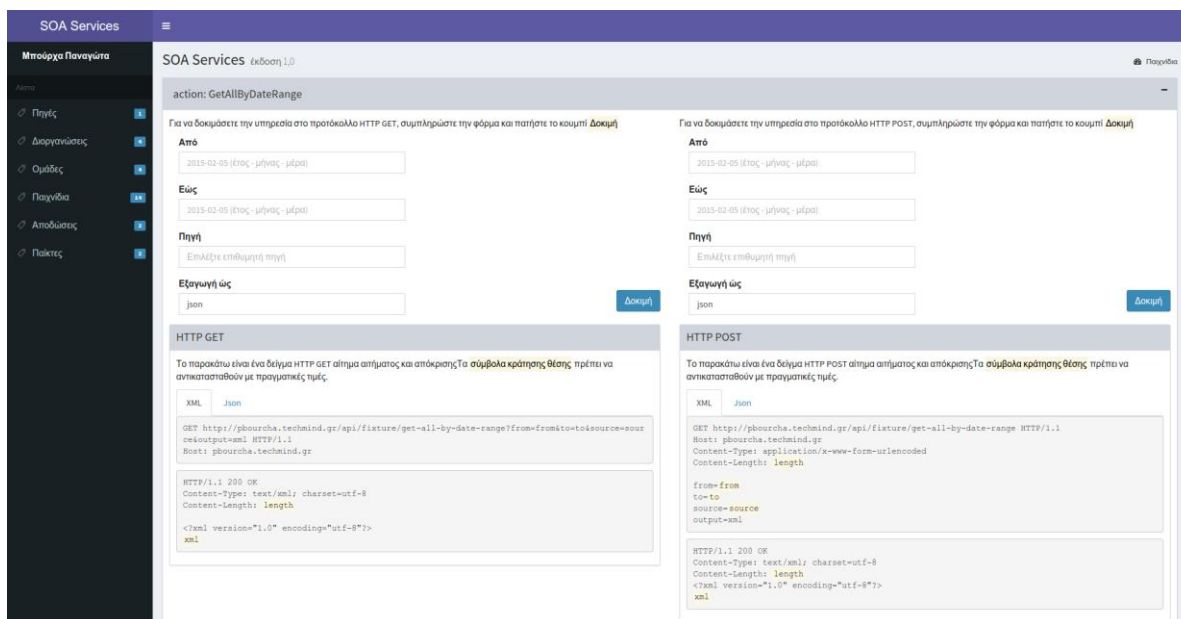 SOA Services
Μπούρχα Παναγώτα
Λίστα
Πηγές 1
Διοργανώσεις 4
Ομάδες
Παιχνίδια 14
Αποδώσεις 2
Παίκτες 2
SOA Services έκδοση 1,0
Παιχνίδια
action: GetAllByDateRange
Για να δοκιμάσετε την υπηρεσία στο προτόκολλο HTTP GET, συμπληρώστε την φόρμα και πατήστε το κουμπί Δοκιμή
Από
2015-02-05 (έτος - μήνας - μέρα)
Εώς
2015-02-05 (έτος - μήνας - μέρα)
Πηγή
Επιλέξτε επιθυμητή πηγή
Εξαγωγή ώς
json
Δοκιμή
HTTP GET
Το παρακάτω είναι ένα δείγμα HTTP GET αίτημα αιτήματος και απόκρισηςΤα σύμβολα κράτησης θέσης πρέπει να
αντικατασταθούν με πραγματικές τιμές.
XML Json
GET http://pbourcha.techmind.gr/api/fixture/get-all-by-date-range?from=from&to=to&source=sour
ce&output=xml HTTP/1.1
Host: pbourcha.techmind.gr
HTTP/1.1 200 OK
Content-Type: text/xml; charset=utf-8
Content-Length: length
<?xml version="1.0" encoding="utf-8"?>
xml
Για να δοκιμάσετε την υπηρεσία στο προτόκολλο HTTP POST, συμπληρώστε την φόρμα και πατήστε το κουμπί Δοκιμή
Από
2015-02-05 (έτος - μήνας - μέρα)
Εώς
2015-02-05 (έτος - μήνας - μέρα)
Πηγή
Επιλέξτε επιθυμητή πηγή
Εξαγωγή ώς
json
Δοκιμή
HTTP POST
Το παρακάτω είναι ένα δείγμα HTTP POST αίτημα αιτήματος και απόκρισηςΤα σύμβολα κράτησης θέσης πρέπει να
αντικατασταθούν με πραγματικές τιμές.
XML Json
GET http://pbourcha.techmind.gr/api/fixture/get-all-by-date-range HTTP/1.1
Host: pbourcha.techmind.gr
Content-Type: application/x-www-form-urlencoded
Content-Length: length
from=from
to=to
source=source
output=xml
HTTP/1.1 200 OK
Content-Type: text/xml; charset=utf-8
Content-Length: length
<?xml version="1.0" encoding="utf-8"?>
xml